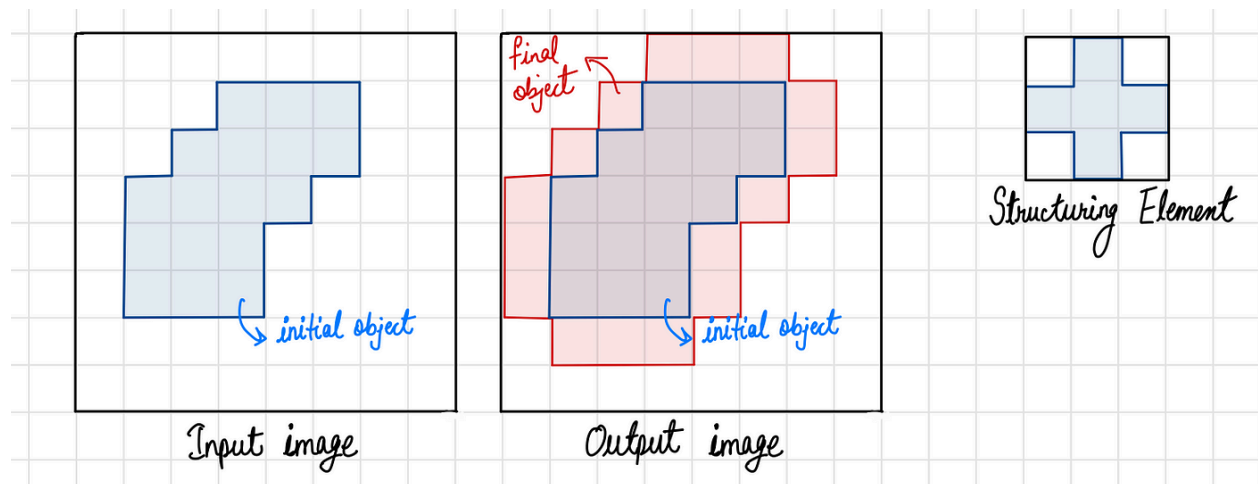 final
object
initial object
initial object
Structuring Element
Input image
Output image